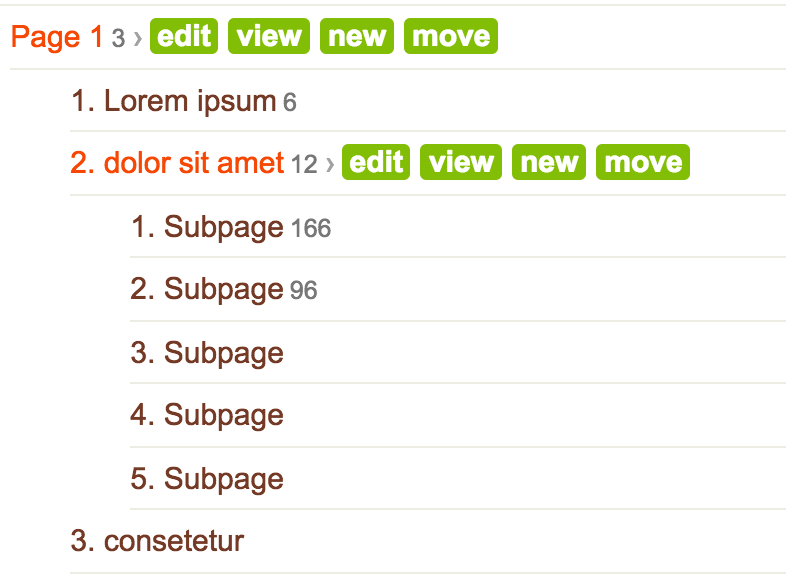 Page 1 3 › edit view new move
1. Lorem ipsum 6
2. dolor sit amet 12 › edit view new move
1. Subpage 166
2. Subpage 96
3. Subpage
4. Subpage
5. Subpage
3. consetetur